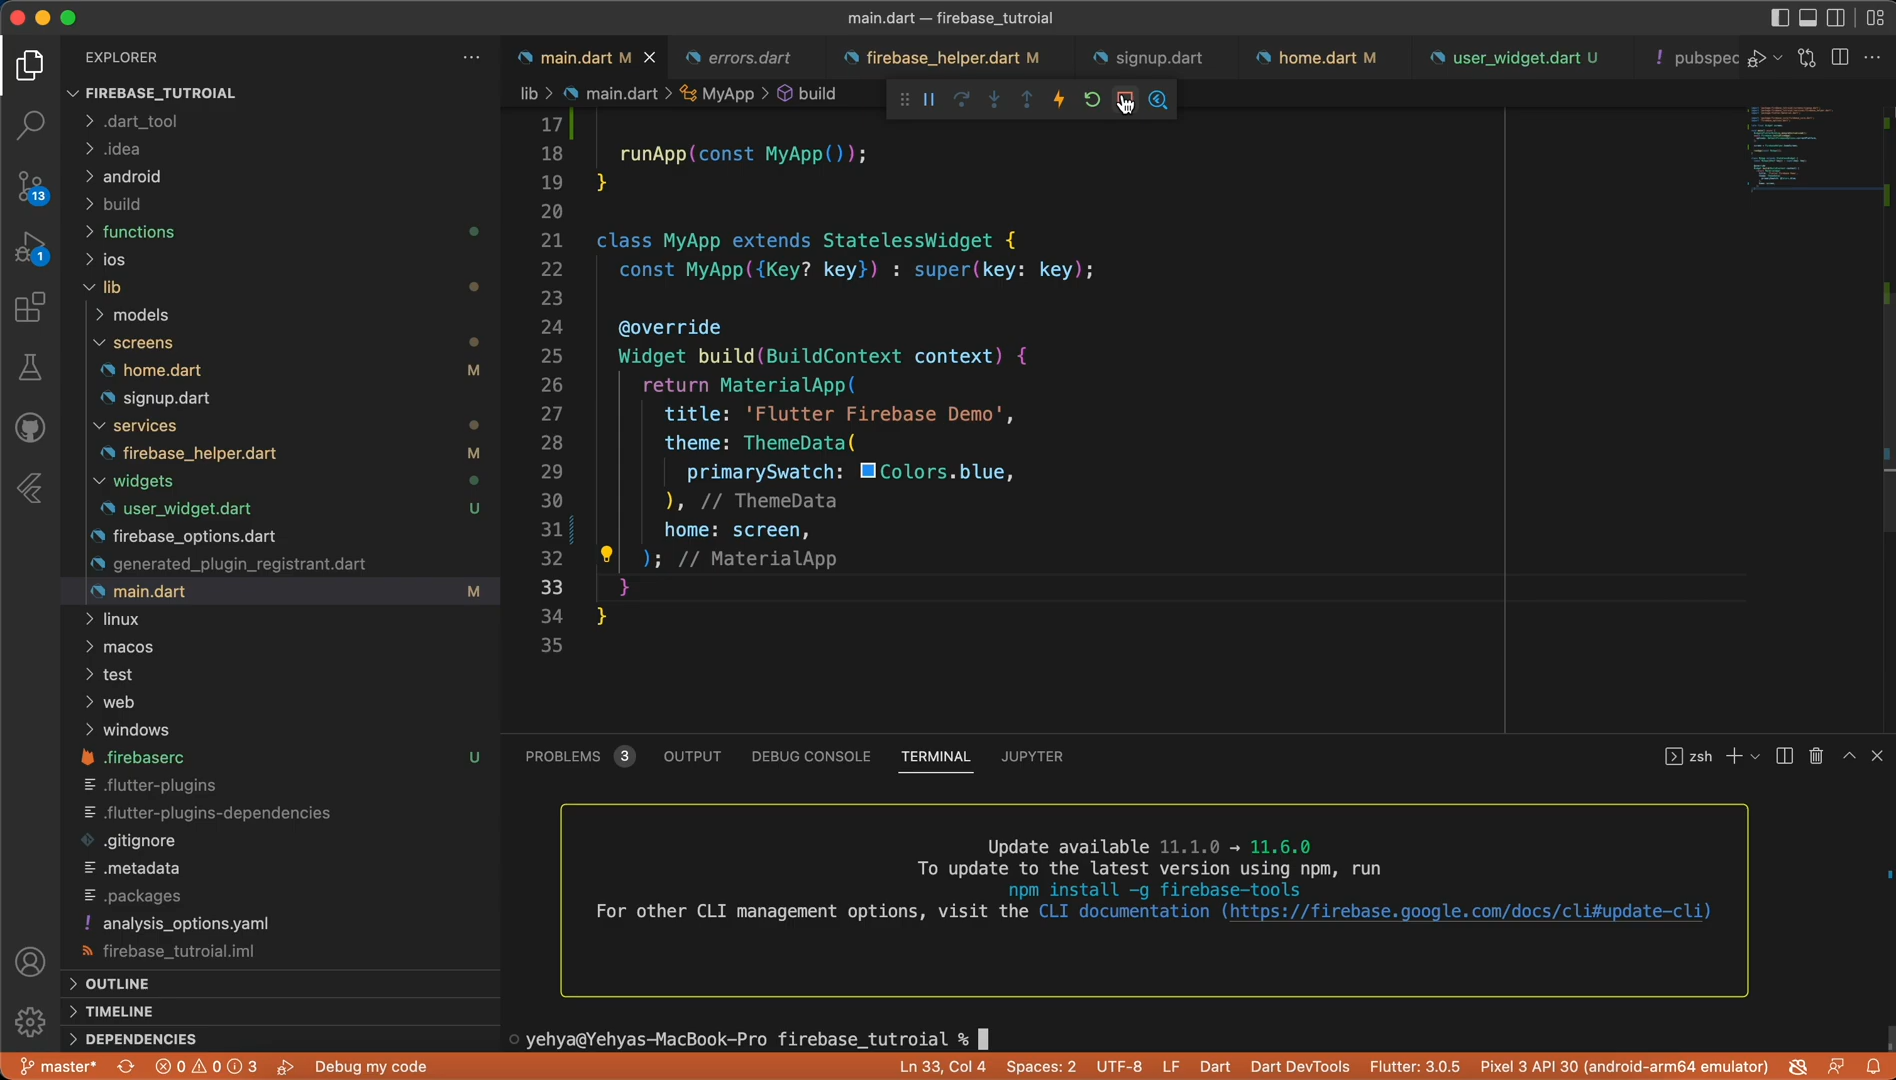 main.dart — firebase_tutroial
EXPLORER
main.dart M
errors.dart
firebase_helper.dart M
signup.dart
home.dart M
user_widget.dart U
! pubspec
FIREBASE_TUTROIAL
lib > main.dart > MyApp > build
.dart_tool
.idea
android
build
functions
ios
lib
models
screens
home.dart M
signup.dart
services
firebase_helper.dart M
widgets
user_widget.dart U
firebase_options.dart
generated_plugin_registrant.dart
main.dart M
linux
macos
test
web
windows
.firebaserc U
.flutter-plugins
.flutter-plugins-dependencies
.gitignore
.metadata
.packages
! analysis_options.yaml
firebase_tutroial.iml
OUTLINE
TIMELINE
DEPENDENCIES
13
1
17
18 runApp(const MyApp());
19 }
20
21 class MyApp extends StatelessWidget {
22 const MyApp({Key? key}) : super(key: key);
23
24 @override
25 Widget build(BuildContext context) {
26 return MaterialApp(
27 title: 'Flutter Firebase Demo',
28 theme: ThemeData(
29 primarySwatch: Colors.blue,
30 ), // ThemeData
31 home: screen,
32 ); // MaterialApp
33 }
34 }
35
PROBLEMS 3 OUTPUT DEBUG CONSOLE TERMINAL JUPYTER zsh
Update available 11.1.0 → 11.6.0
To update to the latest version using npm, run
npm install -g firebase-tools
For other CLI management options, visit the CLI documentation (https://firebase.google.com/docs/cli#update-cli)
yehya@Yehyas-MacBook-Pro firebase_tutroial %
master* 0 0 3 Debug my code Ln 33, Col 4 Spaces: 2 UTF-8 LF Dart Dart DevTools Flutter: 3.0.5 Pixel 3 API 30 (android-arm64 emulator)